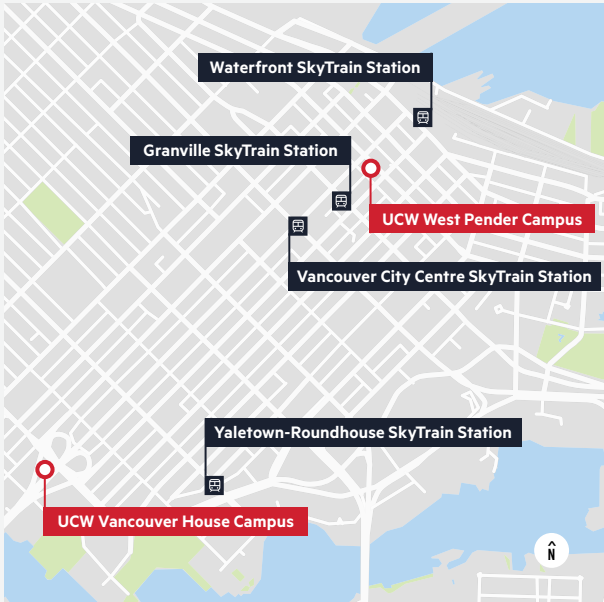 Waterfront SkyTrain Station
Granville SkyTrain Station
UCW West Pender Campus
Vancouver City Centre SkyTrain Station
Yaletown-Roundhouse SkyTrain Station
UCW Vancouver House Campus
N